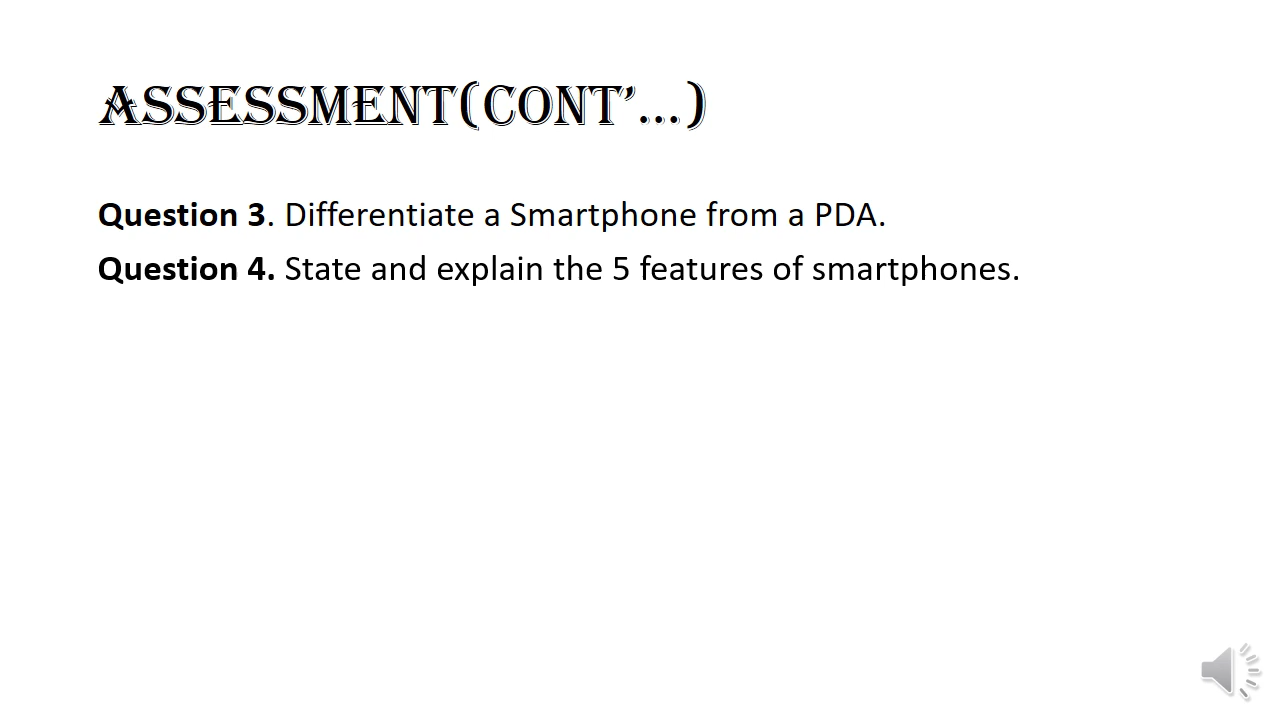 ASSESSMENT(CONT’…)
Question 3. Differentiate a Smartphone from a PDA.
Question 4. State and explain the 5 features of smartphones.